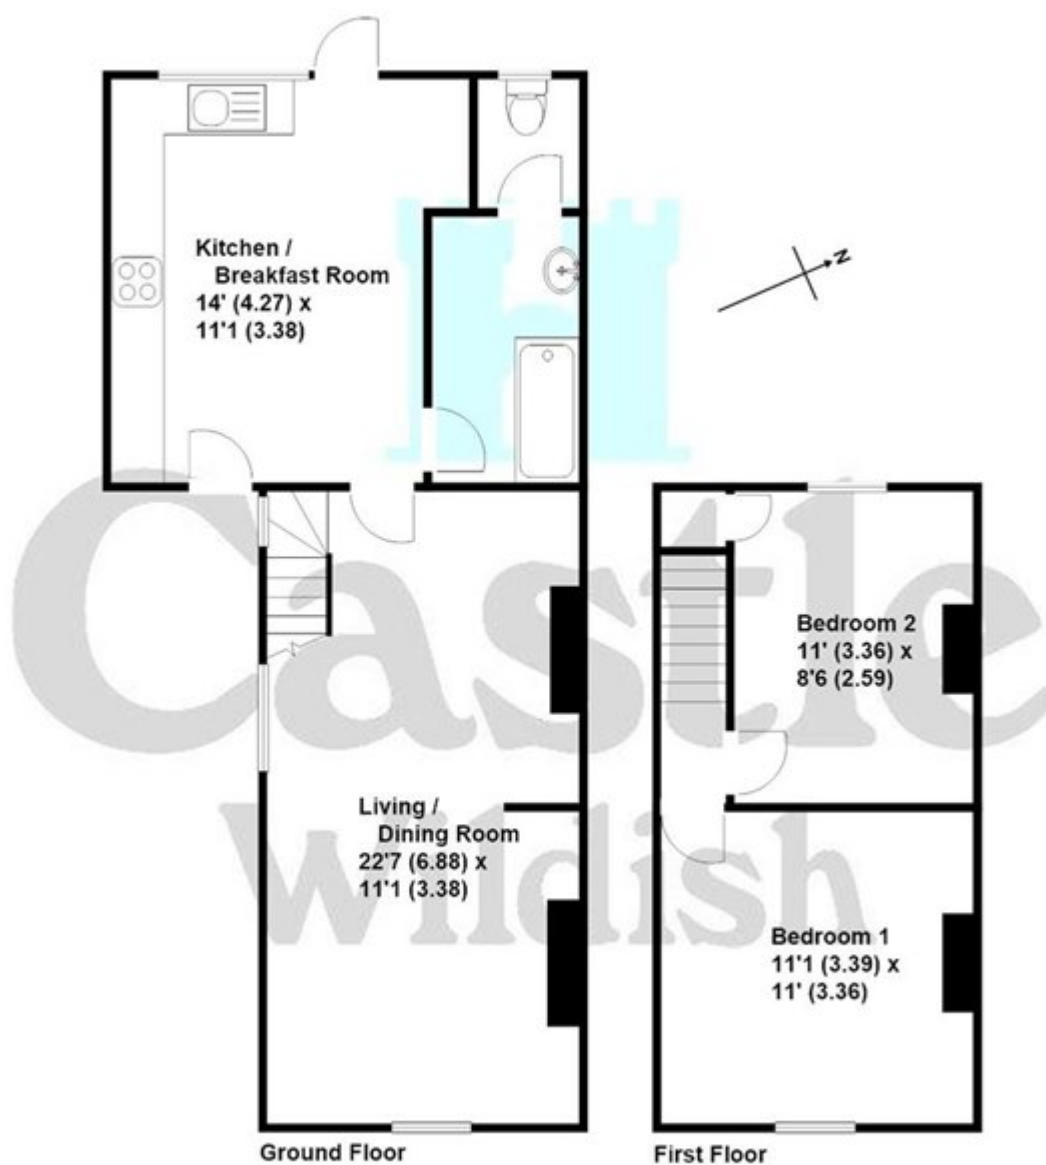 Kitchen /
Breakfast Room
14' (4.27) x
11'1 (3.38)
N
Bedroom 2
11' (3.36) x
8'6 (2.59)
Living /
Dining Room
22'7 (6.88) x
11'1 (3.38)
Bedroom 1
11'1 (3.39) x
11' (3.36)
Castle
Wildish
Ground Floor
First Floor